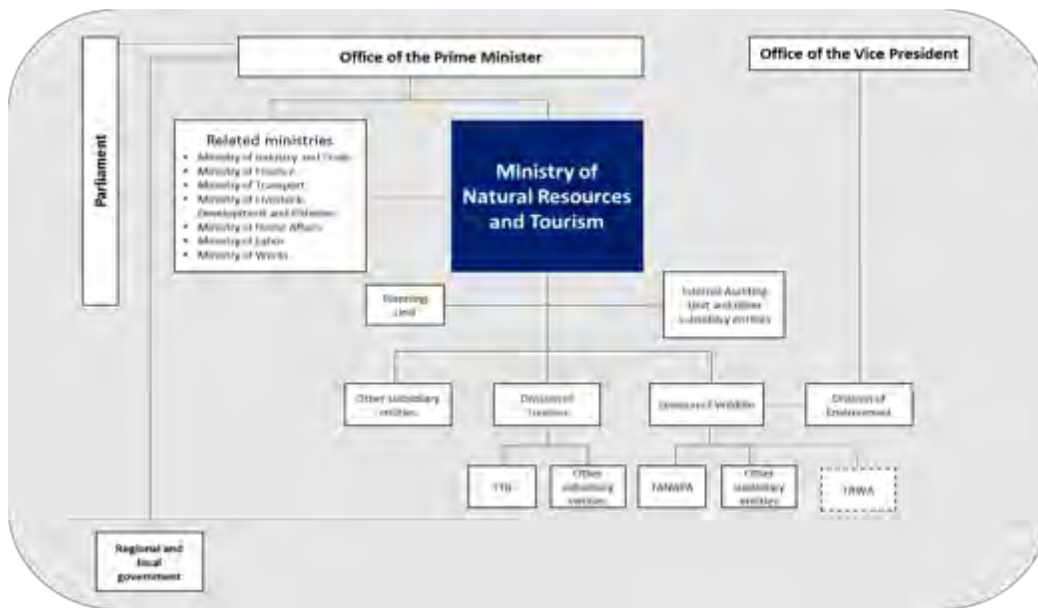 Office of the Prime Minister
Office of the Vice President
Parliament
Related ministries
• Ministry of Industry and Trade
• Ministry of Finance
• Ministry of Transport
• Ministry of Livestock
Development and Fisheries
• Ministry of Home Affairs
• Ministry of Labor
• Ministry of Works
Ministry of
Natural Resources
and Tourism
Planning
Unit
Internal Auditing
Unit and other
subsidiary entities
Other subsidiary
entities
Division of
Tourism
Division of Wildlife
Division of
Environment
TTB
Other
subsidiary
entities
TANAPA
Other
subsidiary
entities
TAWA
Regional and
local
government